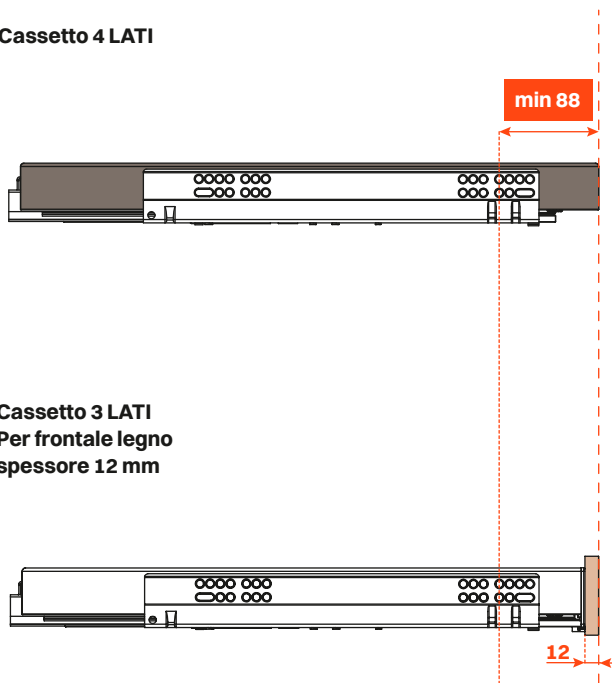 Cassetto 4 LATI
min 88
Cassetto 3 LATI
Per frontale legno
spessore 12 mm
12